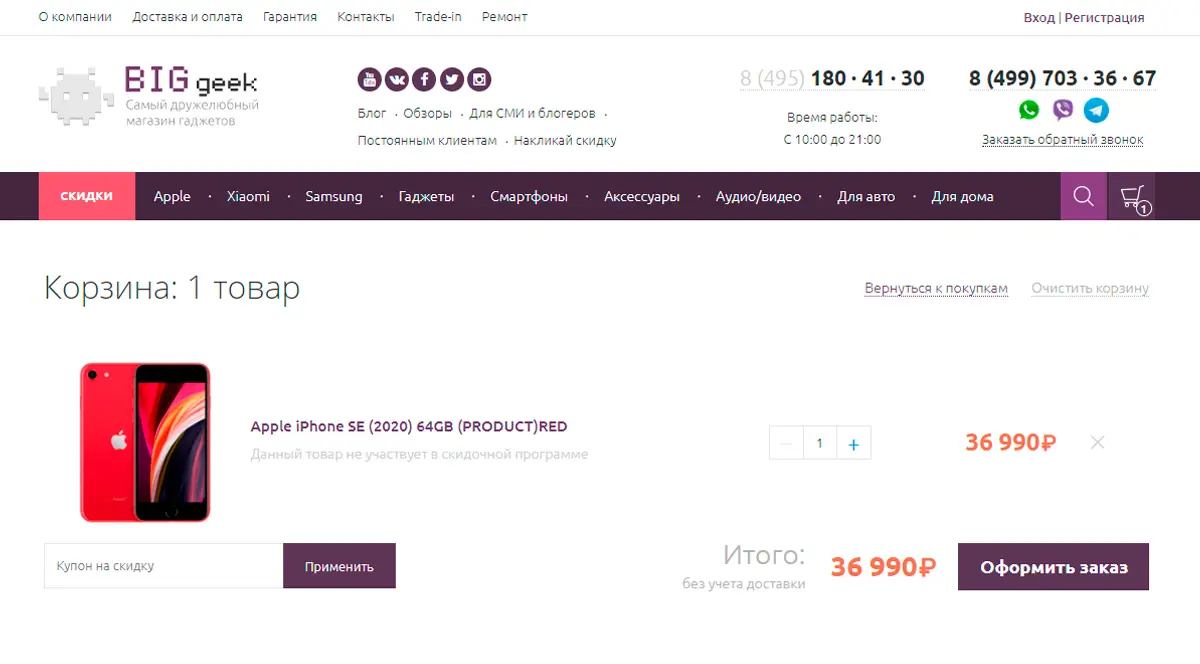 О компании Доставка и оплата Гарантия Контакты Trade-in Ремонт Вход | Регистрация
BIG geek
Самый дружелюбный
магазин гаджетов
You Tube
Блог · Обзоры · Для СМИ и блогеров ·
Постоянным клиентам · Накликай скидку
8 (495) 180 · 41 · 30
Время работы:
С 10:00 до 21:00
8 (499) 703 · 36 · 67
Заказать обратный звонок
СКИДКИ Apple · Xiaomi · Samsung · Гаджеты · Смартфоны · Аксессуары · Аудио/видео · Для авто · Для дома 1
Корзина: 1 товар Вернуться к покупкам Очистить корзину
Apple iPhone SE (2020) 64GB (PRODUCT)RED
Данный товар не участвует в скидочной программе
− 1 + 36 990₽ ×
Купон на скидку Применить
Итого: 36 990₽ Оформить заказ
без учета доставки